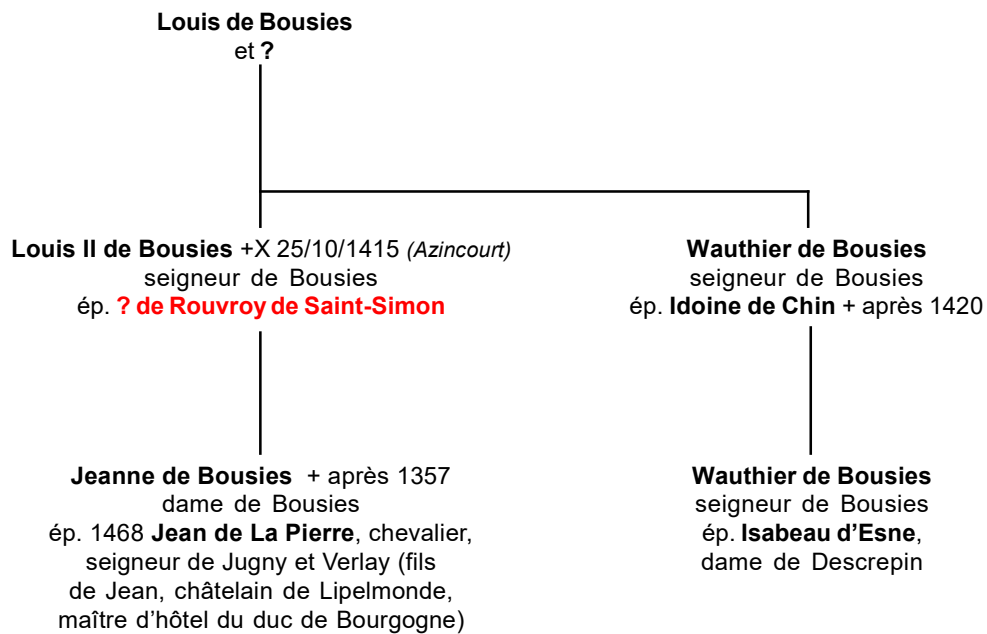 Louis de Bousies
et ?
Louis II de Bousies +X 25/10/1415 (Azincourt)
seigneur de Bousies
ép. ? de Rouvroy de Saint-Simon
Wauthier de Bousies
seigneur de Bousies
ép. Idoine de Chin + après 1420
Jeanne de Bousies + après 1357
dame de Bousies
ép. 1468 Jean de La Pierre, chevalier,
seigneur de Jugny et Verlay (fils
de Jean, châtelain de Lipelmonde,
maître d’hôtel du duc de Bourgogne)
Wauthier de Bousies
seigneur de Bousies
ép. Isabeau d’Esne,
dame de Descrepin